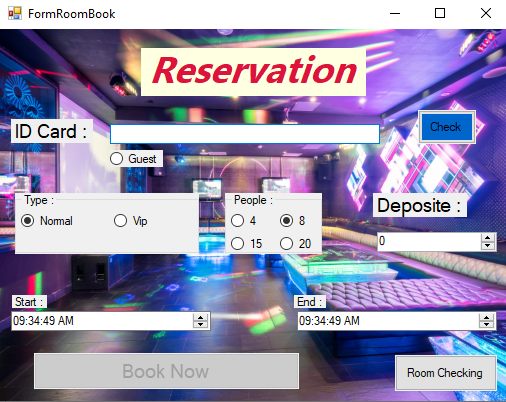 FormRoomBook
Reservation
ID Card :
Check
Guest
Type :
Normal
Vip
People :
4
8
15
20
Deposite :
0
Start :
09:34:49 AM
End :
09:34:49 AM
Book Now
Room Checking